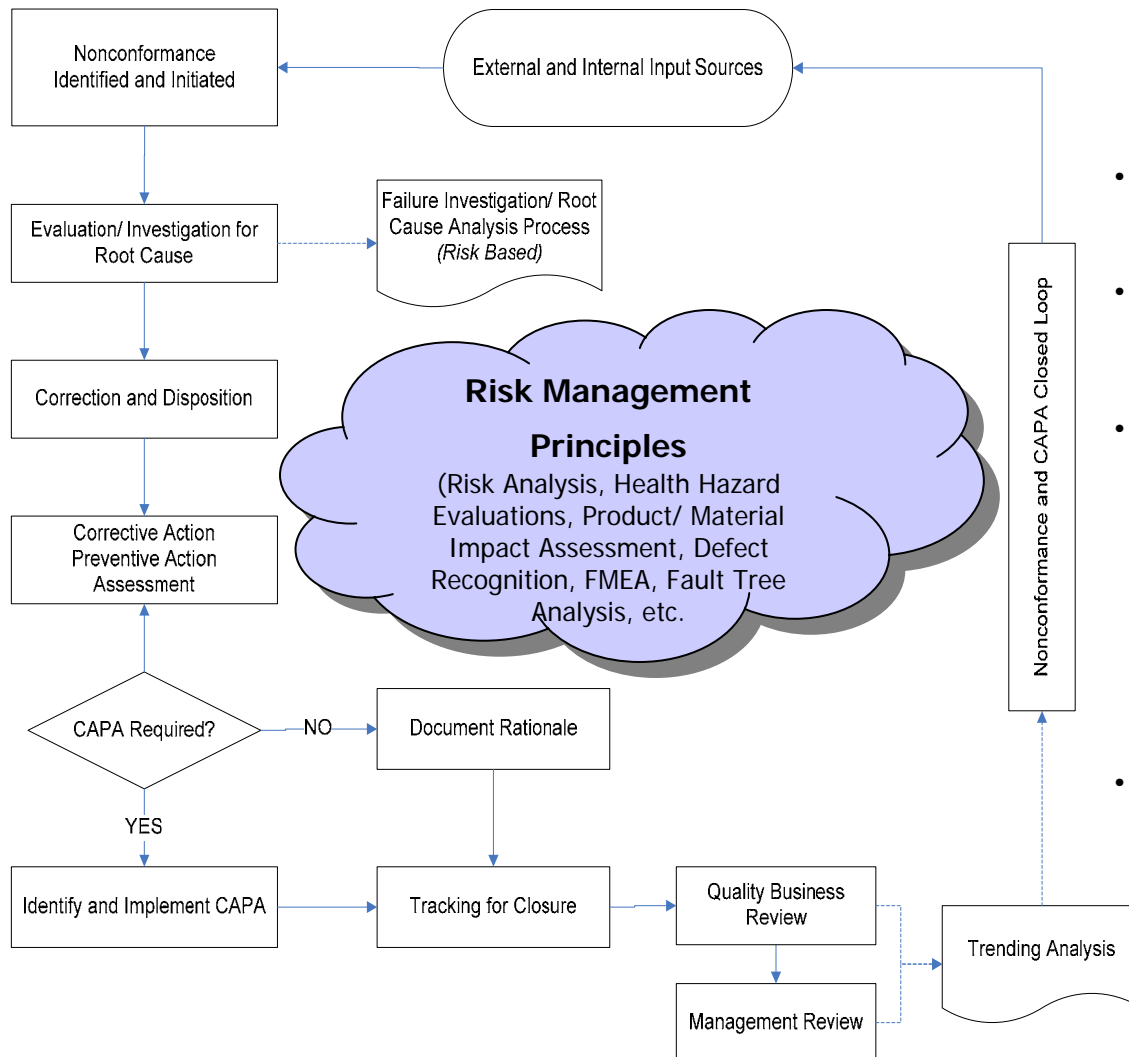 Nonconformance
Identified and Initiated
External and Internal Input Sources
Evaluation/ Investigation for
Root Cause
Failure Investigation/ Root
Cause Analysis Process
(Risk Based)
Correction and Disposition
Risk Management
Principles
(Risk Analysis, Health Hazard
Evaluations, Product/ Material
Impact Assessment, Defect
Recognition, FMEA, Fault Tree
Analysis, etc.
Nonconformance and CAPA Closed Loop
Corrective Action
Preventive Action
Assessment
CAPA Required?
NO
Document Rationale
YES
Identify and Implement CAPA
Tracking for Closure
Quality Business
Review
Trending Analysis
Management Review